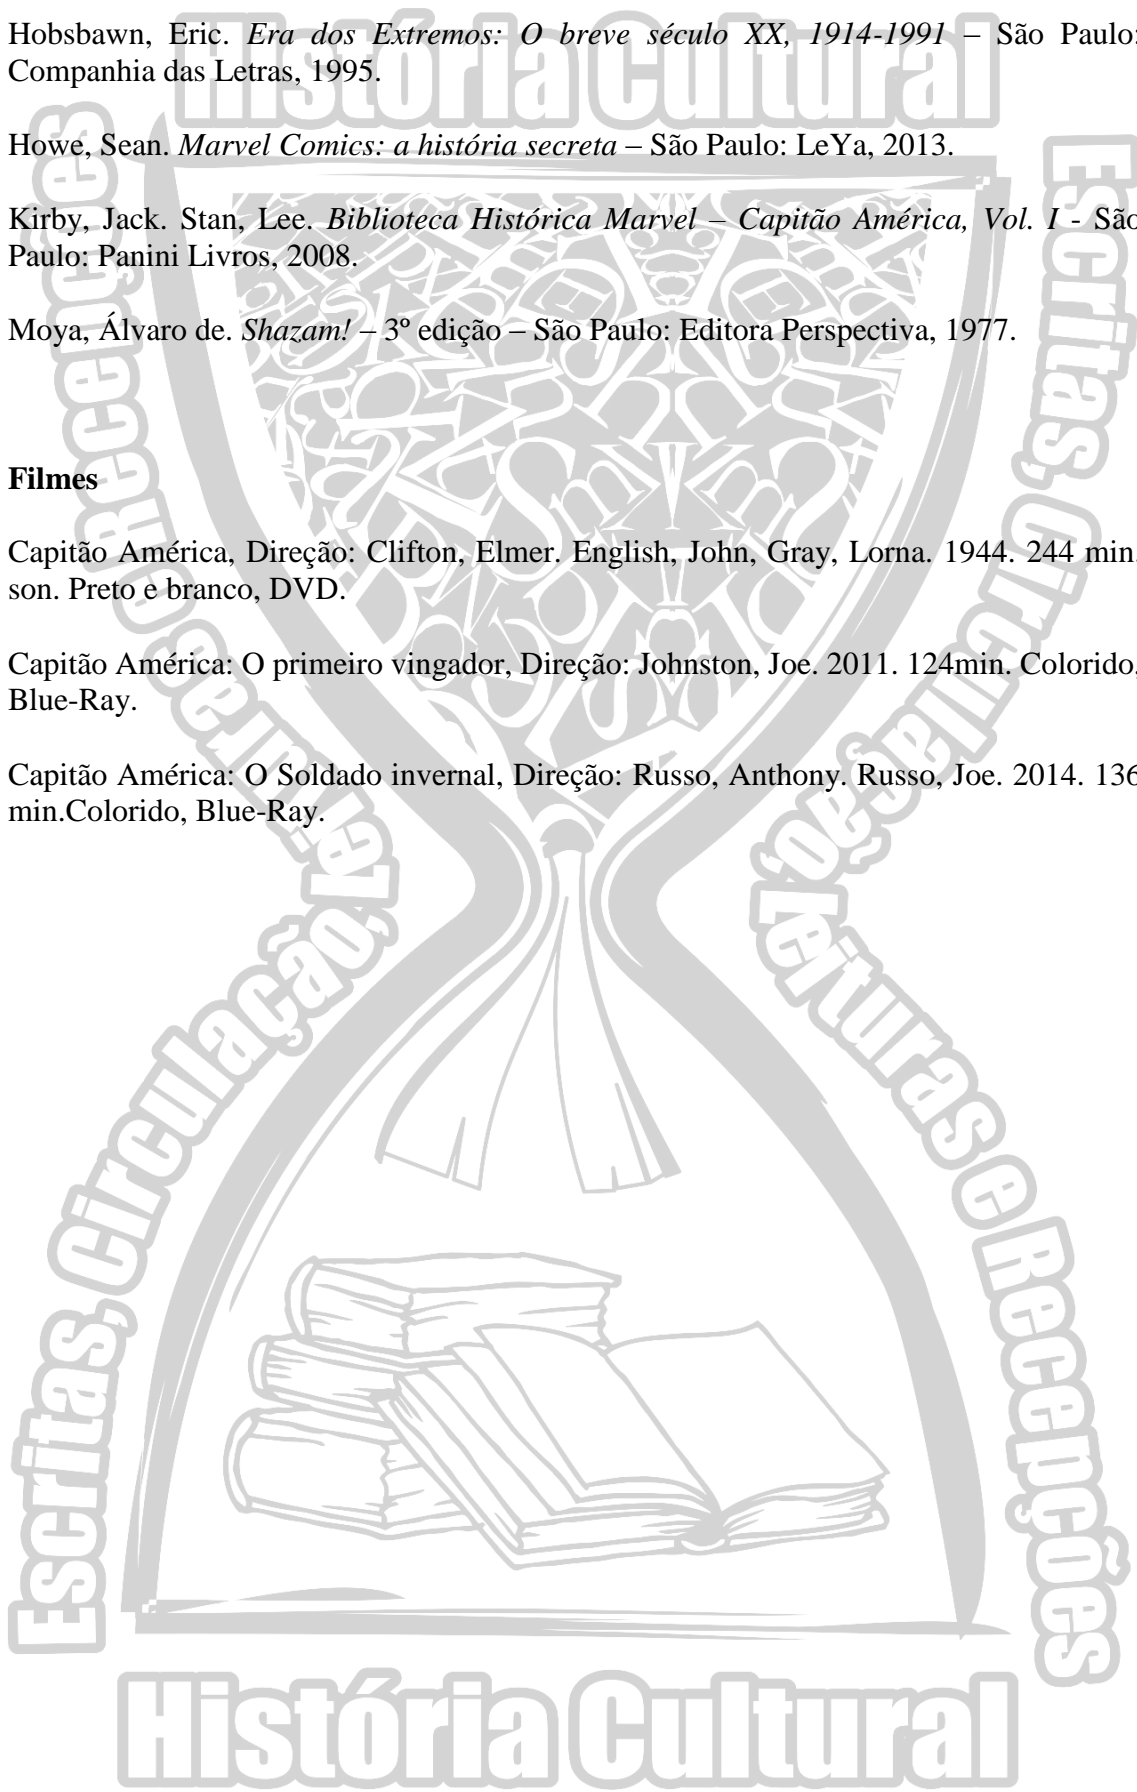 História Cultural
Hobsbawn, Eric. Era dos Extremos: O breve século XX, 1914-1991 – São Paulo:
Companhia das Letras, 1995.
Howe, Sean. Marvel Comics: a história secreta – São Paulo: LeYa, 2013.
Kirby, Jack. Stan, Lee. Biblioteca Histórica Marvel – Capitão América, Vol. I - São
Paulo: Panini Livros, 2008.
Moya, Álvaro de. Shazam! – 3º edição – São Paulo: Editora Perspectiva, 1977.
Filmes
Capitão América, Direção: Clifton, Elmer. English, John, Gray, Lorna. 1944. 244 min.
son. Preto e branco, DVD.
Capitão América: O primeiro vingador, Direção: Johnston, Joe. 2011. 124min. Colorido,
Blue-Ray.
Capitão América: O Soldado invernal, Direção: Russo, Anthony. Russo, Joe. 2014. 136
min.Colorido, Blue-Ray.
Escritas, Circulação, Leituras e Recepções
Escritas, Circulação, Leituras e Recepções
História Cultural